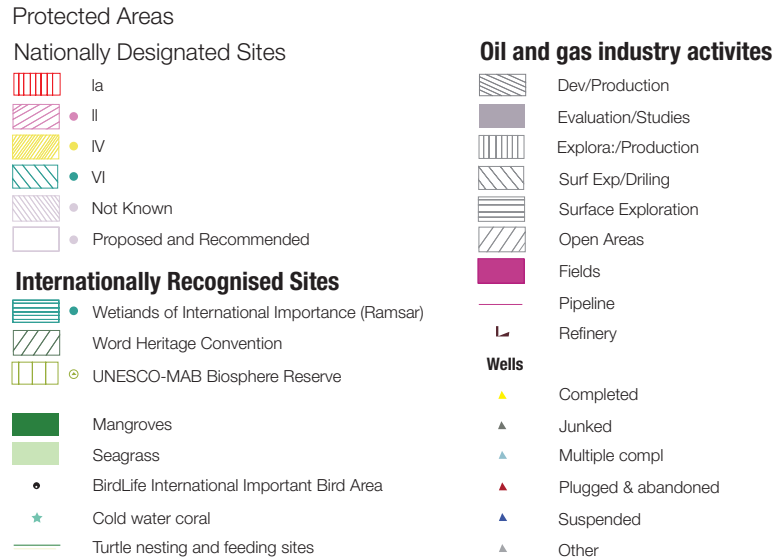 Protected Areas
Nationally Designated Sites
Ia
II
IV
VI
Not Known
Proposed and Recommended
Internationally Recognised Sites
Wetlands of International Importance (Ramsar)
Word Heritage Convention
UNESCO-MAB Biosphere Reserve
Mangroves
Seagrass
BirdLife International Important Bird Area
Cold water coral
Turtle nesting and feeding sites
Oil and gas industry activites
Dev/Production
Evaluation/Studies
Explora:/Production
Surf Exp/Driling
Surface Exploration
Open Areas
Fields
Pipeline
Refinery
Wells
Completed
Junked
Multiple compl
Plugged & abandoned
Suspended
Other